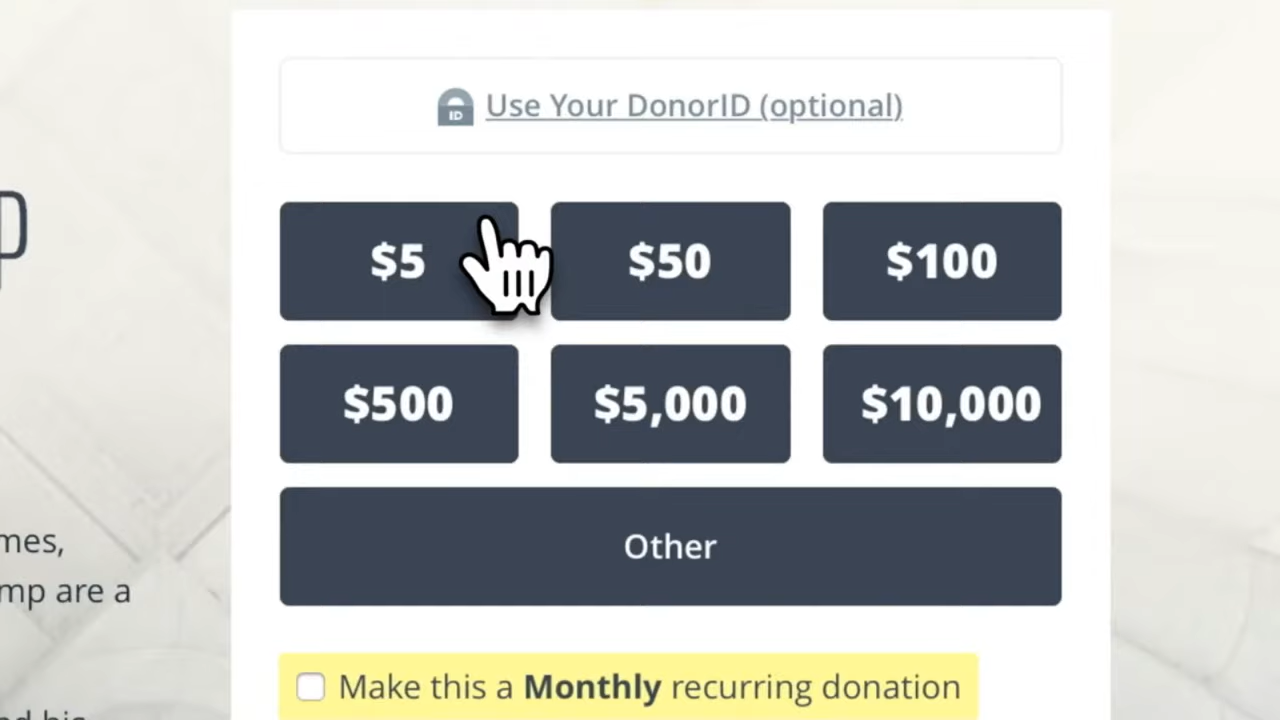 ID Use Your DonorID (optional)
$5 $50 $100
$500 $5,000 $10,000
Other
mes,
mp are a
Make this a Monthly recurring donation